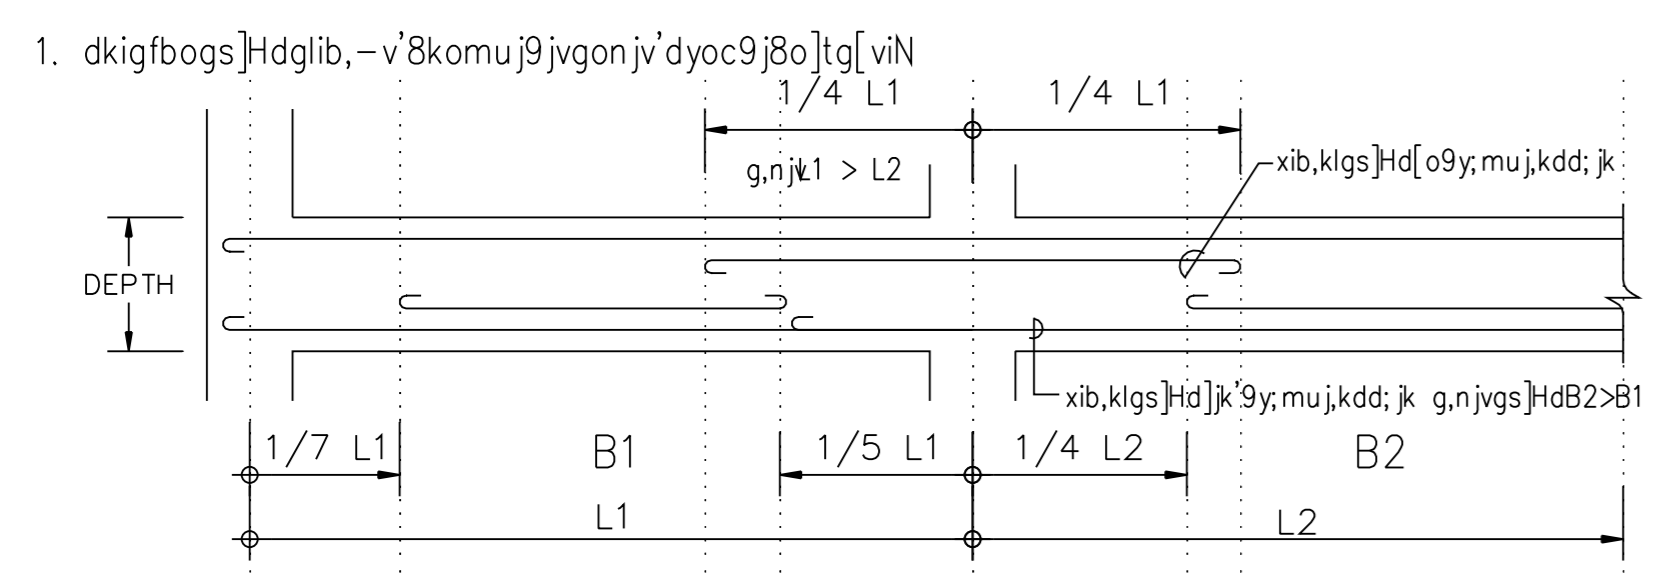 1. dkigfbogs]Hdglib,-v'8komuj9jvgonjv'dyoc9j8o]tg[viN
1/4 L1 1/4 L1
g,njvL1 > L2
xib,klgs]Hd[o9y;muj,kdd;jk
DEPTH
xib,klgs]Hd]jk'9y;muj,kdd;jk g,njvgs]HdB2>B1
1/7 L1 B1 1/5 L1 1/4 L2 B2
L1 L2